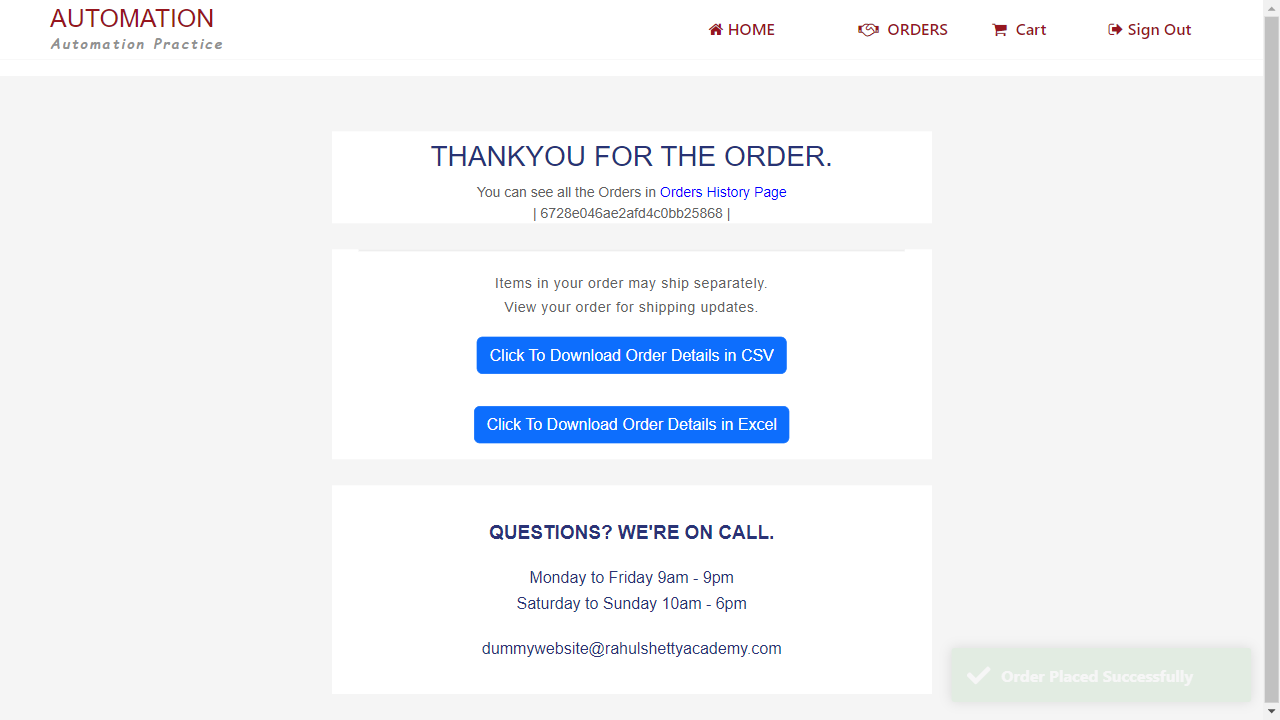 AUTOMATION
Automation Practice
HOME
ORDERS
Cart
Sign Out
THANKYOU FOR THE ORDER.
You can see all the Orders in Orders History Page
| 6728e046ae2afd4c0bb25868 |
Items in your order may ship separately.
View your order for shipping updates.
Click To Download Order Details in CSV
Click To Download Order Details in Excel
QUESTIONS? WE'RE ON CALL.
Monday to Friday 9am - 9pm
Saturday to Sunday 10am - 6pm
dummywebsite@rahulshettyacademy.com
Order Placed Successfully